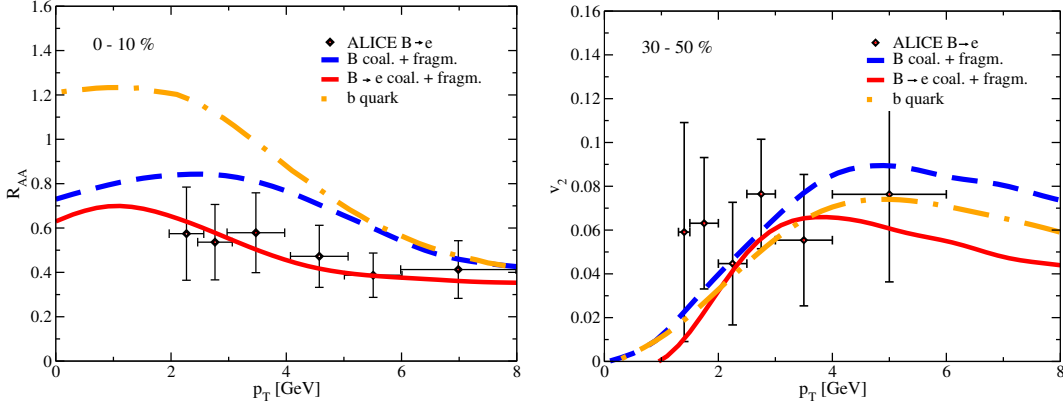 0 - 10 %
ALICE B→e
B coal. + fragm.
B→ e coal. + fragm.
b quark
1.6
1.4
1.2
1
0.8
0.6
0.4
0.2
0
R_AA
0 2 4 6 8
p_T [GeV]
30 - 50 %
ALICE B→e
B coal. + fragm.
B→ e coal. + fragm.
b quark
0.16
0.14
0.12
0.1
0.08
0.06
0.04
0.02
0
v_2
0 2 4 6 8
p_T [GeV]